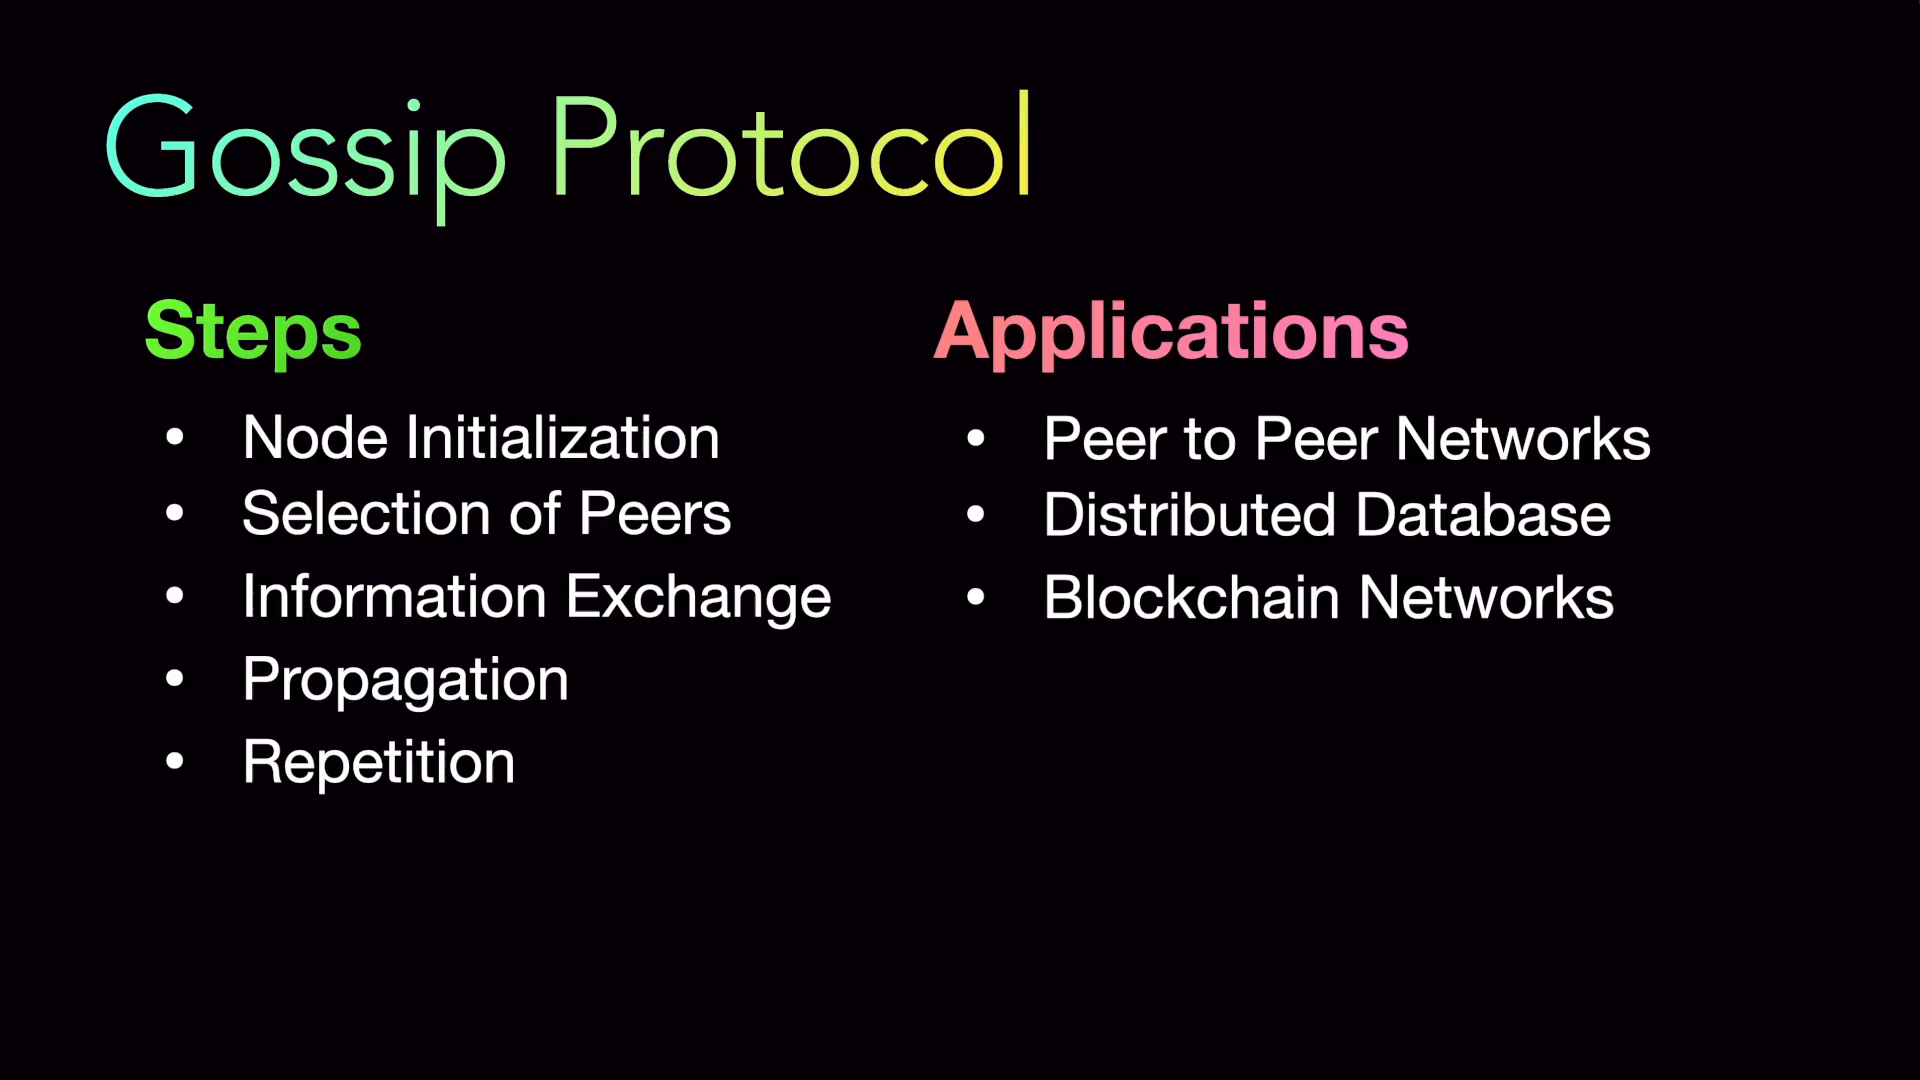 Gossip Protocol
Steps
• Node Initialization
• Selection of Peers
• Information Exchange
• Propagation
• Repetition
Applications
• Peer to Peer Networks
• Distributed Database
• Blockchain Networks